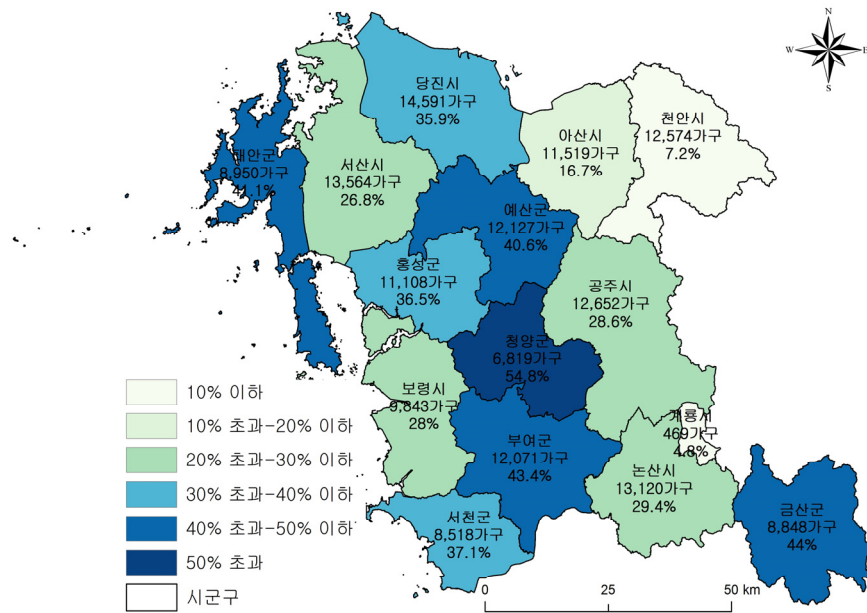 N
W
E
S
당진시
14,591가구
35.9%
천안시
12,574가구
7.2%
아산시
11,519가구
16.7%
태안군
8,950가구
41.1%
서산시
13,564가구
26.8%
예산군
12,127가구
40.6%
홍성군
11,108가구
36.5%
공주시
12,652가구
28.6%
청양군
6,819가구
54.8%
보령시
9,843가구
28%
계룡시
469가구
4.8%
부여군
12,071가구
43.4%
논산시
13,120가구
29.4%
금산군
8,848가구
44%
서천군
8,518가구
37.1%
10% 이하
10% 초과-20% 이하
20% 초과-30% 이하
30% 초과-40% 이하
40% 초과-50% 이하
50% 초과
시군구
0 25 50 km